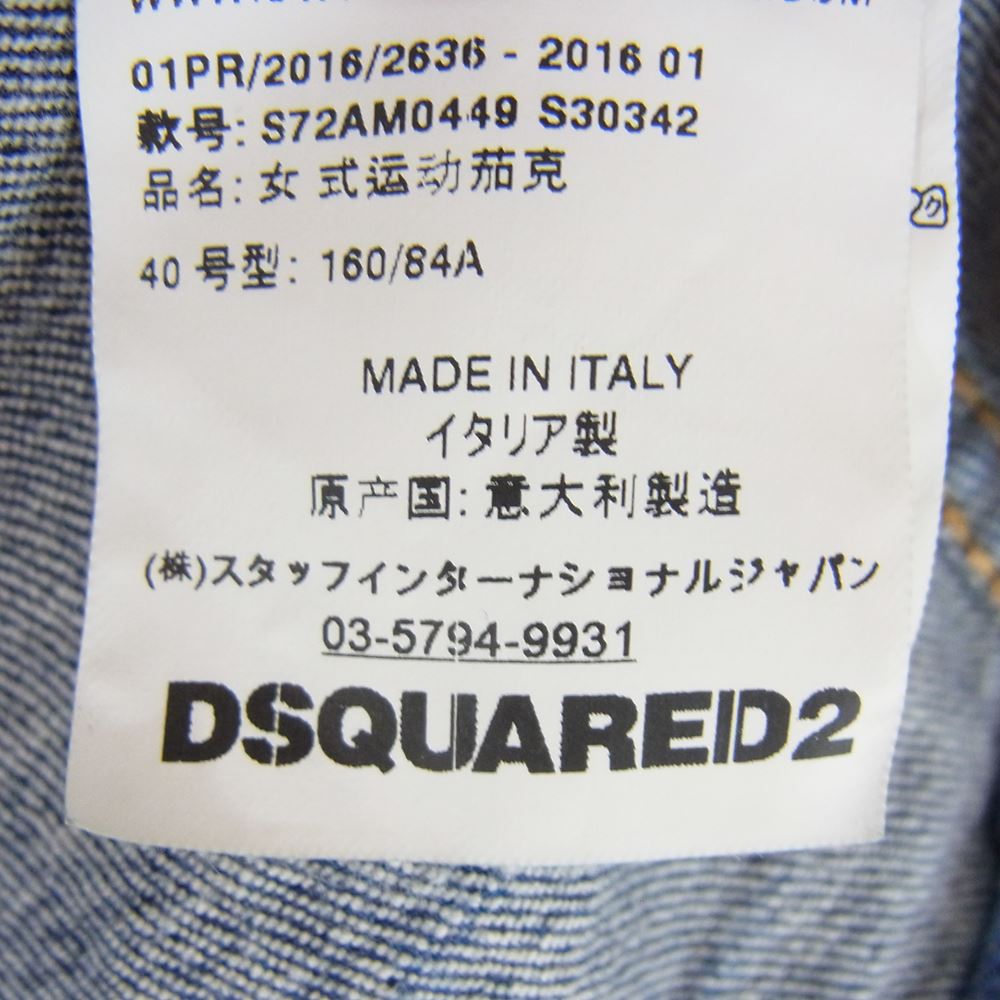 01PR/2016/2636 - 2016 01
款号: S72AM0449 S30342
品名: 女式运动茄克
40 号型: 160/84A
MADE IN ITALY
イタリア製
原产国: 意大利製造
(株)スタッフインターナショナルジャパン
03-5794-9931
DSQUARED2